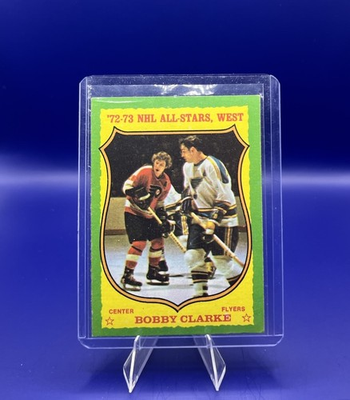 '72-73 NHL ALL-STARS, WEST
CENTER FLYERS
BOBBY CLARKE